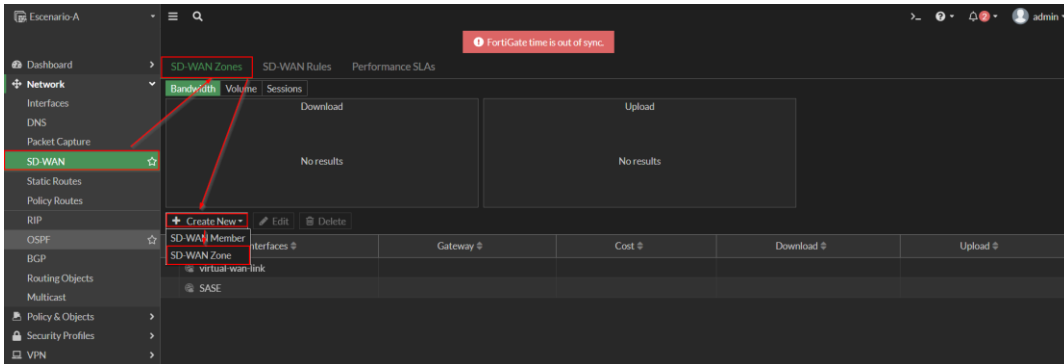 Escenario-A
admin
FortiGate time is out of sync.
Dashboard
Network
Interfaces
DNS
Packet Capture
SD-WAN
Static Routes
Policy Routes
RIP
OSPF
BGP
Routing Objects
Multicast
Policy & Objects
Security Profiles
VPN
SD-WAN Zones SD-WAN Rules Performance SLAs
Bandwidth Volume Sessions
Download Upload
No results No results
+ Create New Edit Delete
SD-WAN Member
SD-WAN Zone
nterfaces Gateway Cost Download Upload
virtual-wan-link
SASE